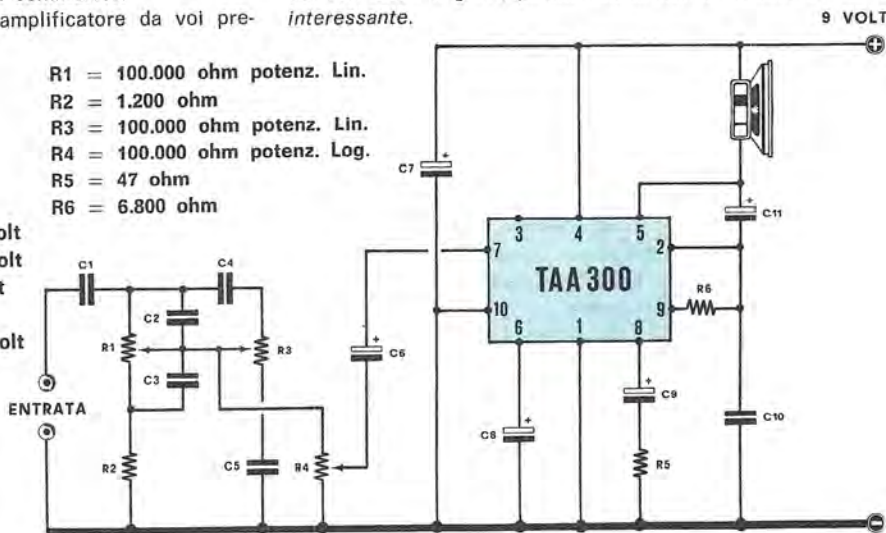 amplificatore da voi pre-
interessante.
9 VOLT
R1 = 100.000 ohm potenz. Lin.
R2 = 1.200 ohm
R3 = 100.000 ohm potenz. Lin.
R4 = 100.000 ohm potenz. Log.
R5 = 47 ohm
R6 = 6.800 ohm
olt
olt
t
olt
C1
C4
C2
R1
R3
C3
ENTRATA
R2
C5
R4
C6
+
C7
+
3
4
5
7
2
TAA 300
10
9
6
1
8
R6
C11
+
C8
+
C9
+
R5
C10
+
-